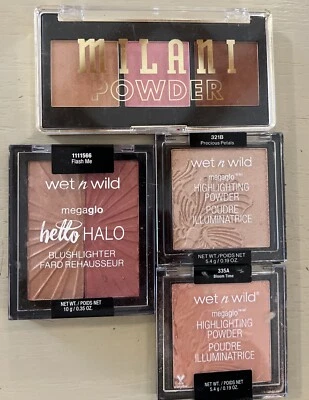 MILANI
POWDER
1111566
Flash Me
wet n wild
megaglo
hello HALO
BLUSHLIGHTER
FARD REHAUSSEUR
NET WT. / POIDS NET
10 g / 0.35 OZ.
321B
Precious Petals
wet n wild
megaglo
HIGHLIGHTING
POWDER
POUDRE
ILLUMINATRICE
NET WT. / POIDS NET
5.4 g / 0.19 OZ.
335A
Bloom Time
wet n wild
megaglo
HIGHLIGHTING
POWDER
POUDRE
ILLUMINATRICE
NET WT. / POIDS NET
5.4 g / 0.19 OZ.